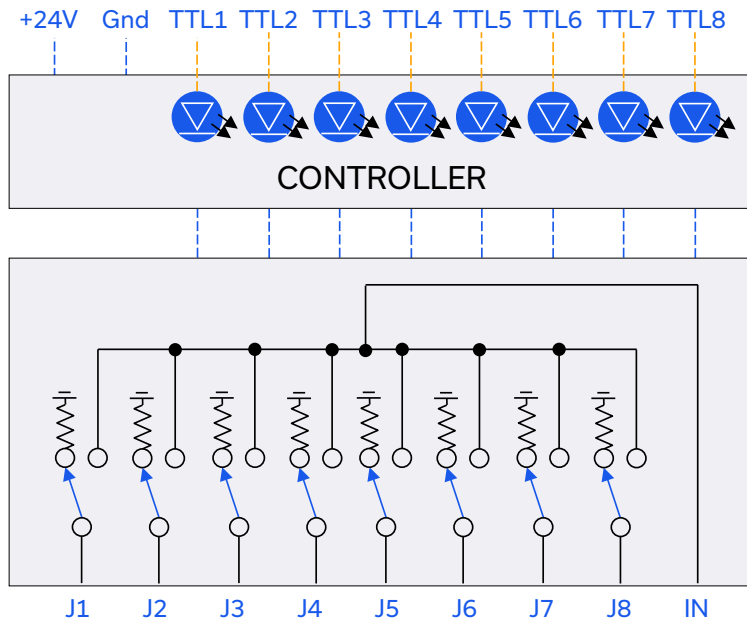 +24V Gnd TTL1 TTL2 TTL3 TTL4 TTL5 TTL6 TTL7 TTL8
CONTROLLER
J1 J2 J3 J4 J5 J6 J7 J8 IN